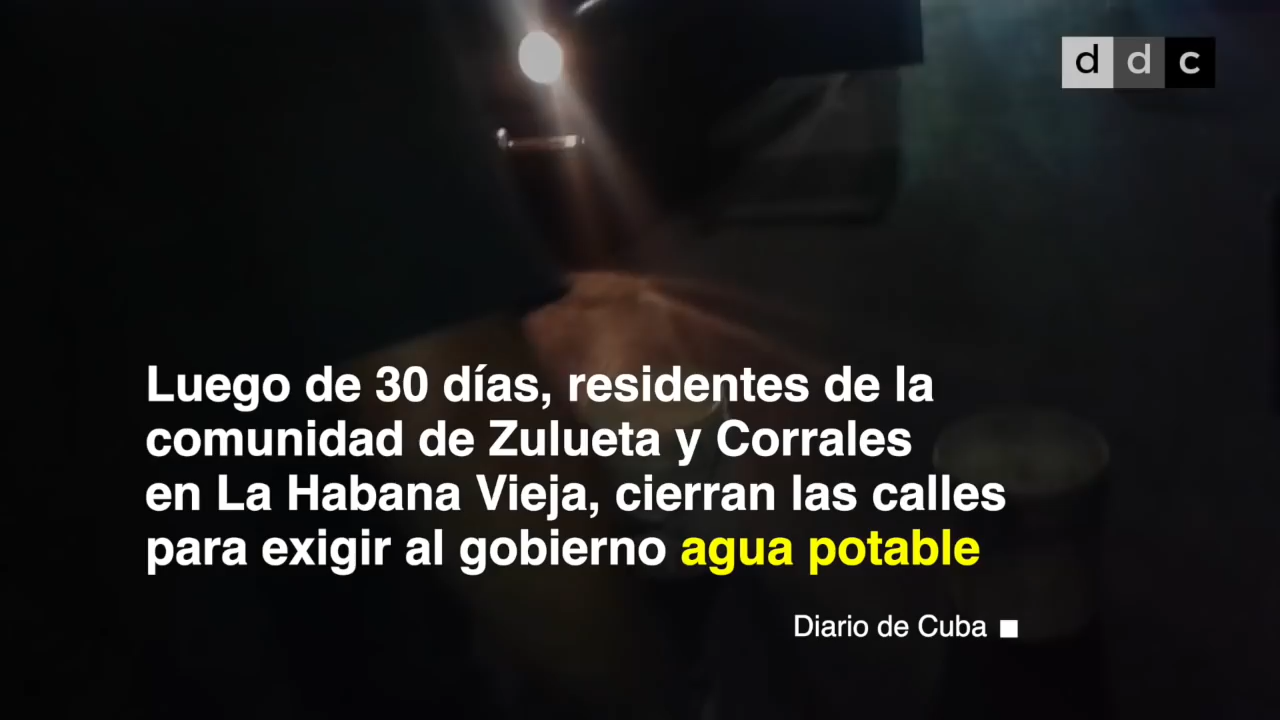 ddc
Luego de 30 días, residentes de la
comunidad de Zulueta y Corrales
en La Habana Vieja, cierran las calles
para exigir al gobierno agua potable
Diario de Cuba